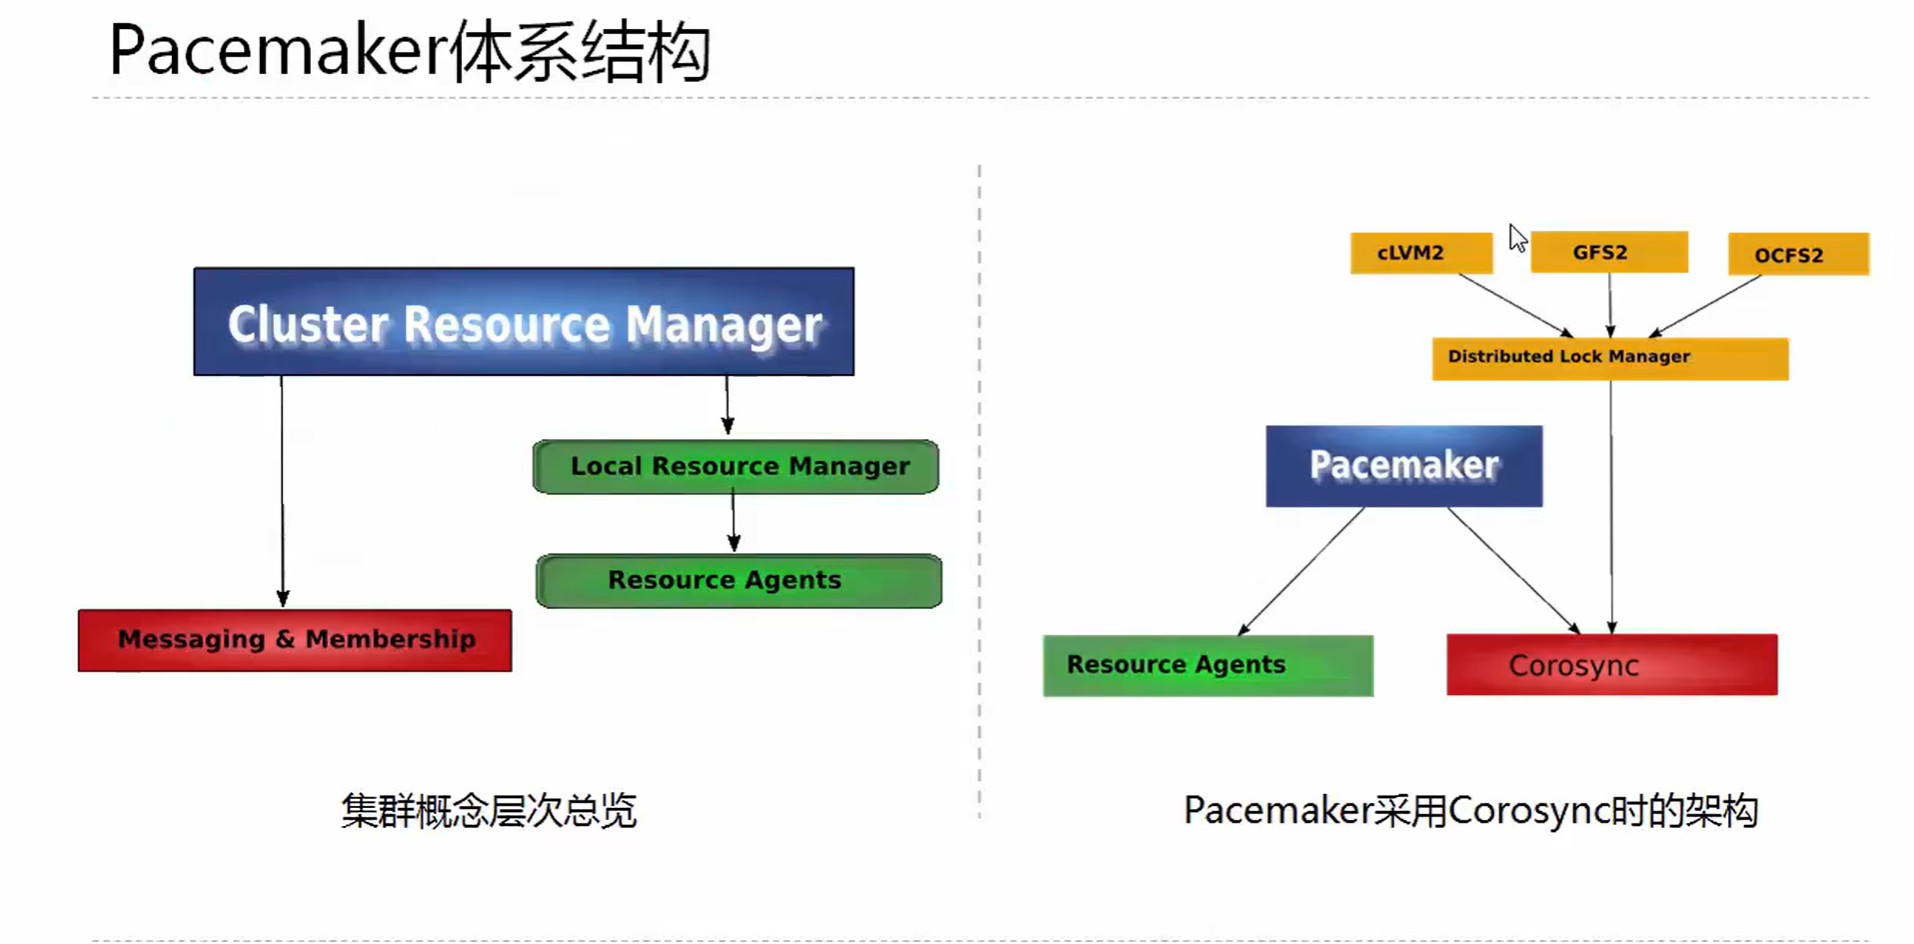 Pacemaker体系结构
Cluster Resource Manager
Local Resource Manager
Resource Agents
Messaging & Membership
集群概念层次总览
cLVM2
GFS2
OCFS2
Distributed Lock Manager
Pacemaker
Resource Agents
Corosync
Pacemaker采用Corosync时的架构